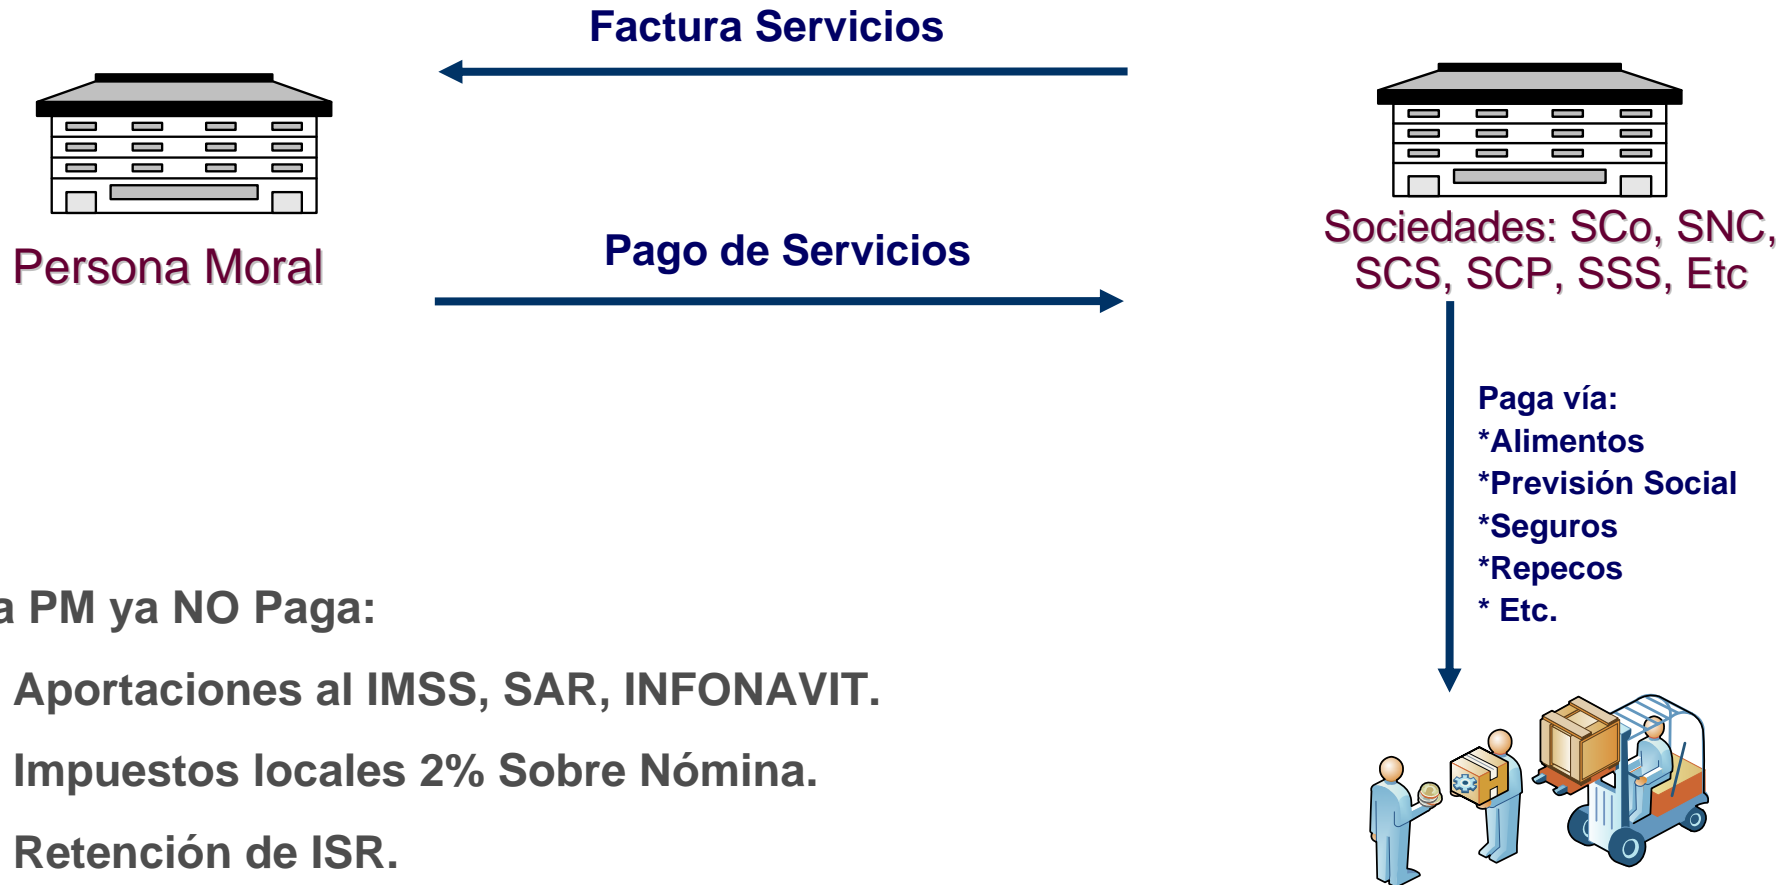 Factura Servicios
Persona Moral
Pago de Servicios
Sociedades: SCo, SNC,
SCS, SCP, SSS, Etc
Paga vía:
*Alimentos
*Previsión Social
*Seguros
*Repecos
* Etc.
a PM ya NO Paga:
Aportaciones al IMSS, SAR, INFONAVIT.
Impuestos locales 2% Sobre Nómina.
Retención de ISR.